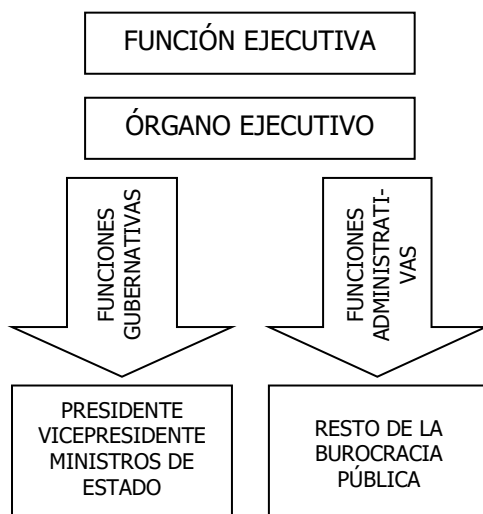 FUNCIÓN EJECUTIVA
ÓRGANO EJECUTIVO
FUNCIONES
GUBERNATIVAS
FUNCIONES
ADMINISTRATI-
VAS
PRESIDENTE
VICEPRESIDENTE
MINISTROS DE
ESTADO
RESTO DE LA
BUROCRACIA
PÚBLICA